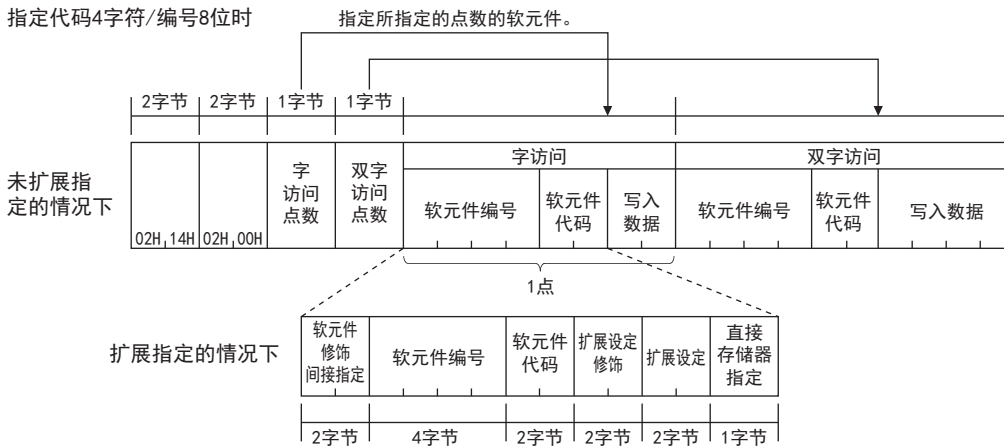 指定代码4字符/编号8位时
指定所指定的点数的软元件。
2字节 2字节 1字节 1字节
未扩展指
定的情况下
02H 14H 02H 00H
字
访问
点数
双字
访问
点数
字访问
软元件编号
软元件
代码
写入
数据
双字访问
软元件编号
软元件
代码
写入数据
1点
扩展指定的情况下
软元件
修饰
间接指定
软元件编号
软元件
代码
扩展设定
修饰
扩展设定
直接
存储器
指定
2字节 4字节 2字节 2字节 2字节 1字节